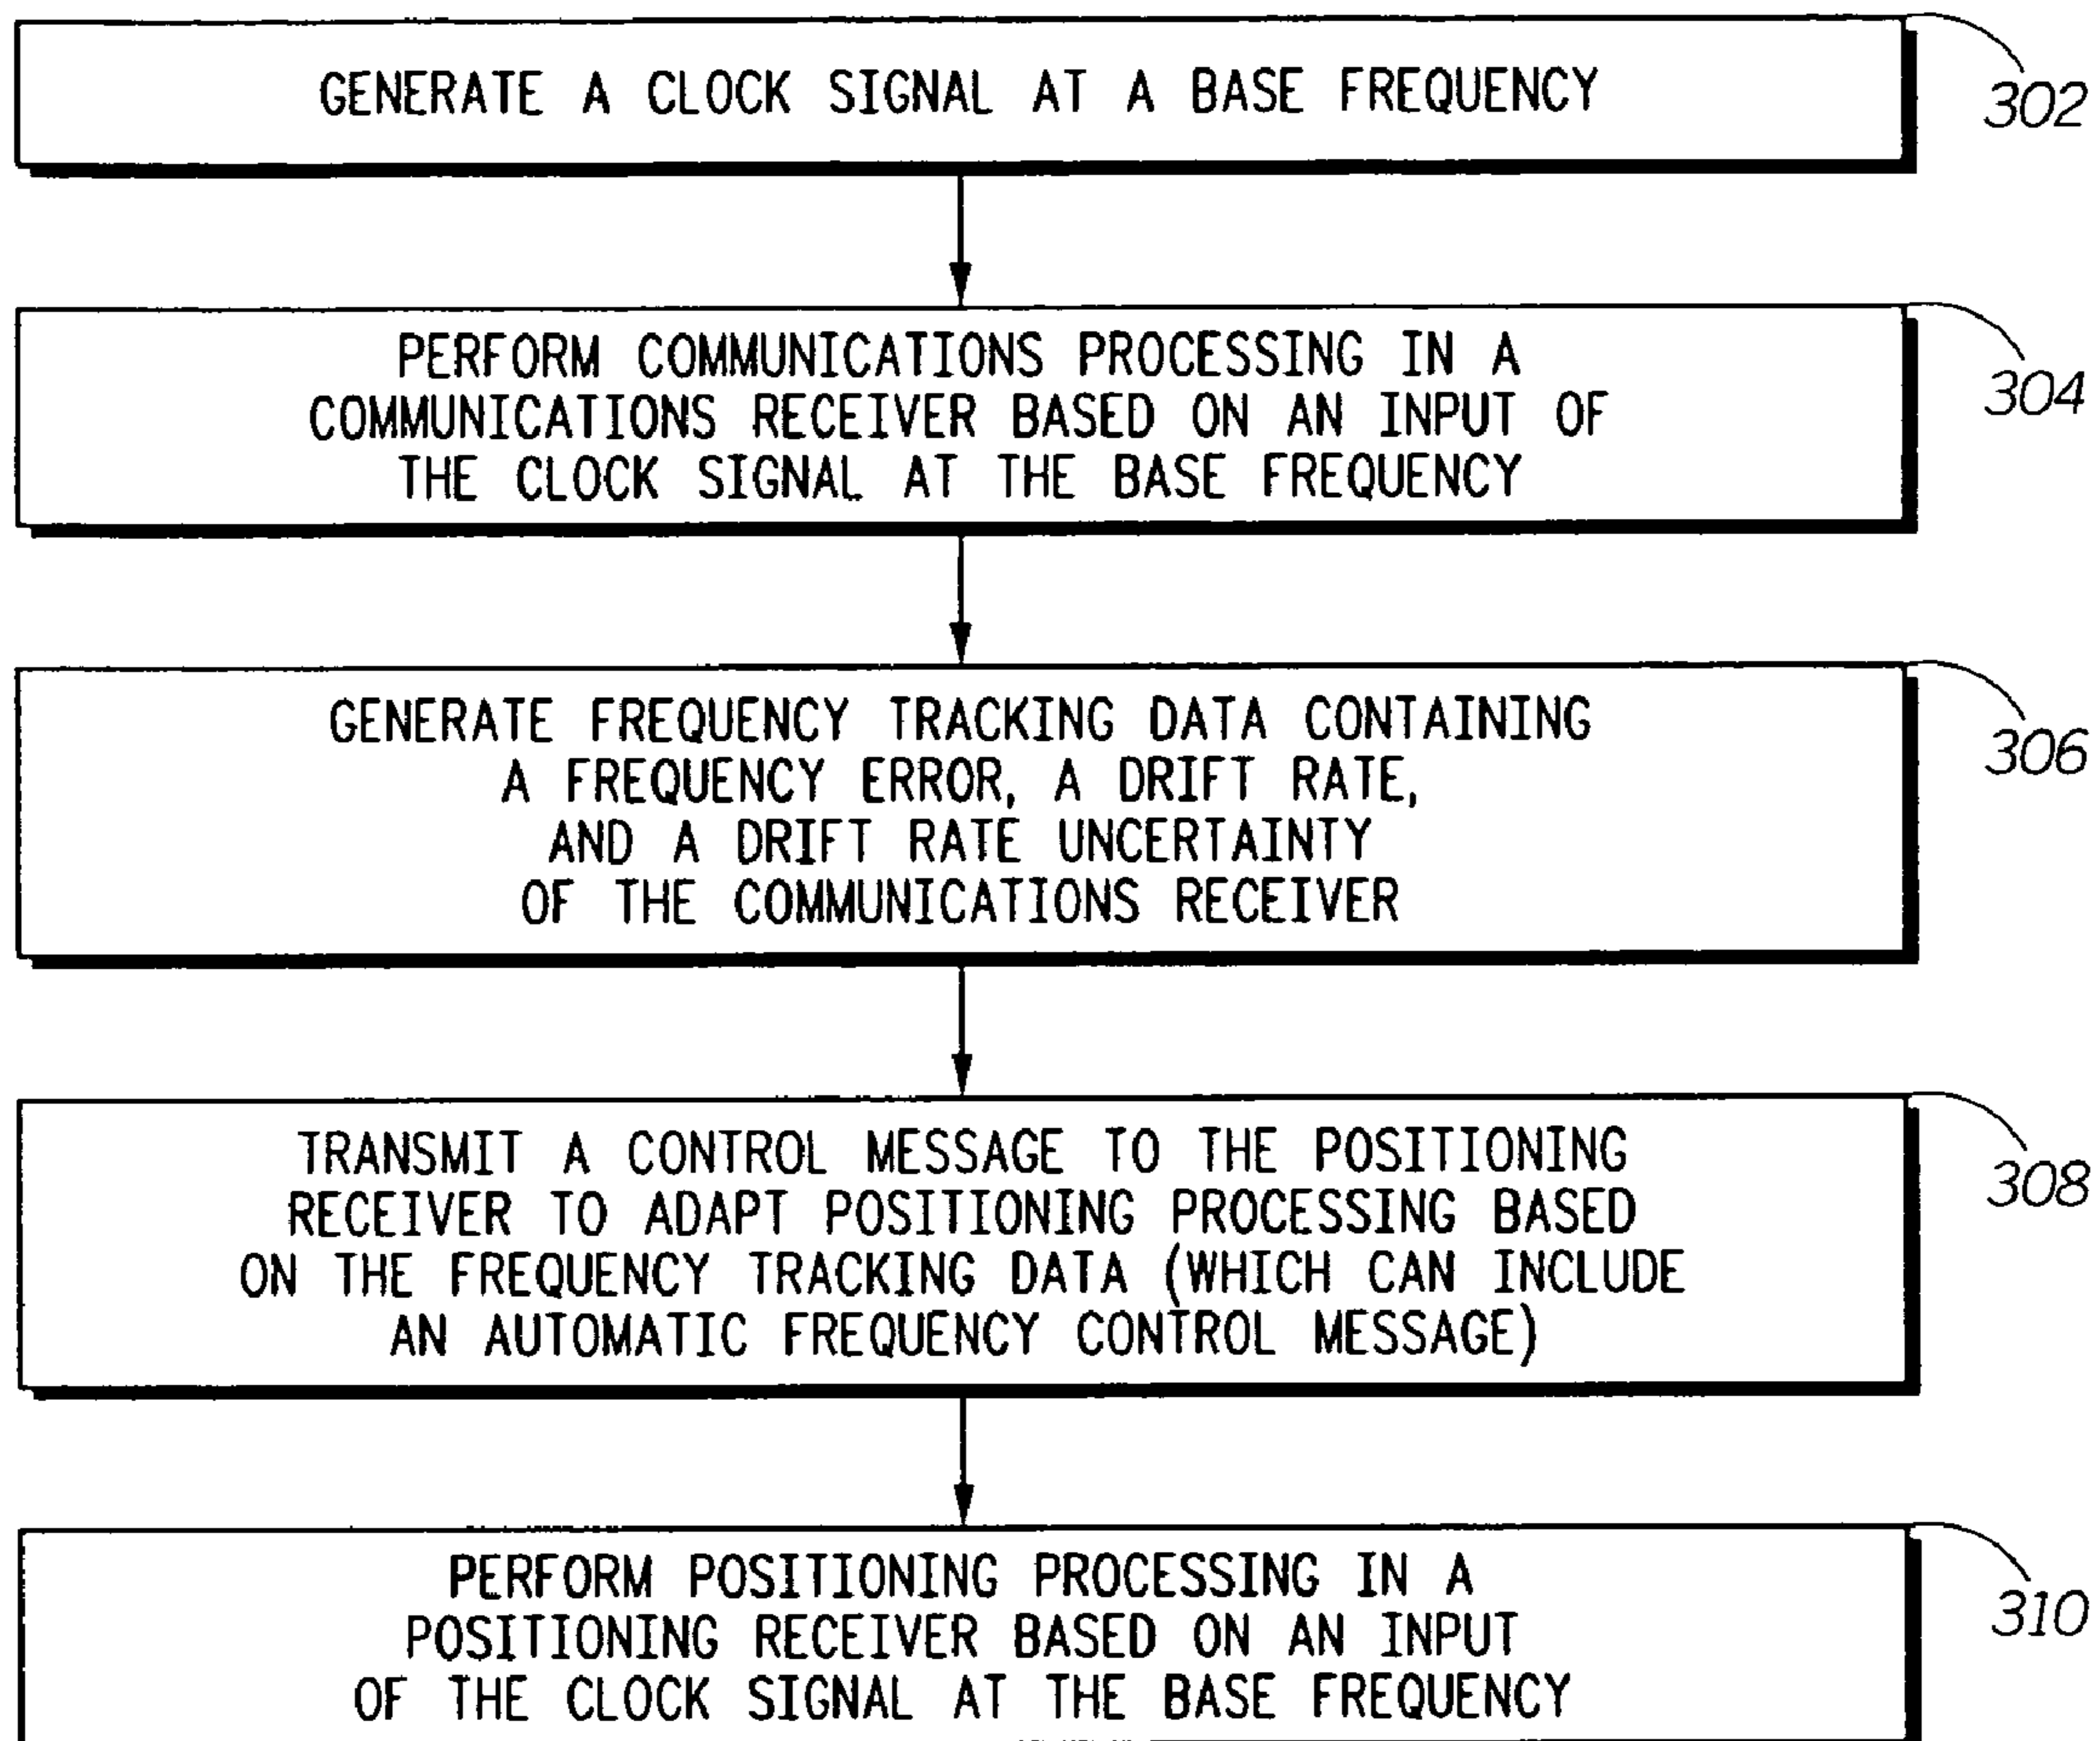 GENERATE A CLOCK SIGNAL AT A BASE FREQUENCY
302
PERFORM COMMUNICATIONS PROCESSING IN A
COMMUNICATIONS RECEIVER BASED ON AN INPUT OF
THE CLOCK SIGNAL AT THE BASE FREQUENCY
304
GENERATE FREQUENCY TRACKING DATA CONTAINING
A FREQUENCY ERROR, A DRIFT RATE,
AND A DRIFT RATE UNCERTAINTY
OF THE COMMUNICATIONS RECEIVER
306
TRANSMIT A CONTROL MESSAGE TO THE POSITIONING
RECEIVER TO ADAPT POSITIONING PROCESSING BASED
ON THE FREQUENCY TRACKING DATA (WHICH CAN INCLUDE
AN AUTOMATIC FREQUENCY CONTROL MESSAGE)
308
PERFORM POSITIONING PROCESSING IN A
POSITIONING RECEIVER BASED ON AN INPUT
OF THE CLOCK SIGNAL AT THE BASE FREQUENCY
310